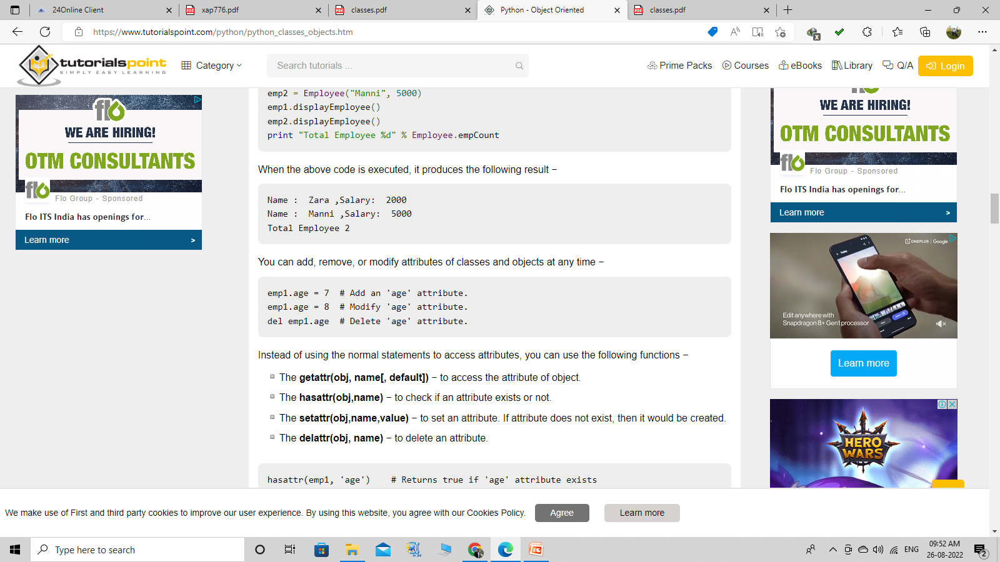 24Online Client
xap776.pdf
classes.pdf
Python - Object Oriented
classes.pdf
https://www.tutorialspoint.com/python/python_classes_objects.htm
tutorialspoint
SIMPLY EASY LEARNING
Category
Search tutorials ...
Prime Packs
Courses
eBooks
Library
Q/A
Login
emp2 = Employee("Manni", 5000)
emp1.displayEmployee()
emp2.displayEmployee()
print "Total Employee %d" % Employee.empCount
When the above code is executed, it produces the following result −
Name :  Zara ,Salary:  2000
Name :  Manni ,Salary:  5000
Total Employee 2
You can add, remove, or modify attributes of classes and objects at any time −
emp1.age = 7  # Add an 'age' attribute.
emp1.age = 8  # Modify 'age' attribute.
del emp1.age  # Delete 'age' attribute.
Instead of using the normal statements to access attributes, you can use the following functions −
The getattr(obj, name[, default]) − to access the attribute of object.
The hasattr(obj,name) − to check if an attribute exists or not.
The setattr(obj,name,value) − to set an attribute. If attribute does not exist, then it would be created.
The delattr(obj, name) − to delete an attribute.
hasattr(emp1, 'age')    # Returns true if 'age' attribute exists
flo
WE ARE HIRING!
OTM CONSULTANTS
flo
Flo Group - Sponsored
Flo ITS India has openings for...
Learn more >
flo
WE ARE HIRING!
OTM CONSULTANTS
flo
Flo Group - Sponsored
Flo ITS India has openings for...
Learn more >
ONEPLUS | Google
Today
Edit anywhere with
Snapdragon 8+ Gen1 processor
Learn more
HERO
WARS
We make use of First and third party cookies to improve our user experience. By using this website, you agree with our Cookies Policy.
Agree
Learn more
Type here to search
ENG
09:52 AM
26-08-2022
2